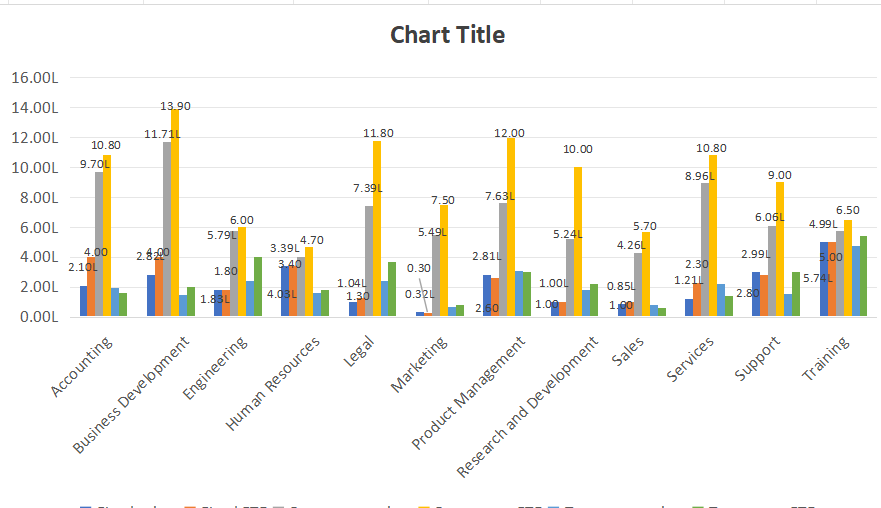 Chart Title
16.00L
14.00L
12.00L
10.00L
8.00L
6.00L
4.00L
2.00L
0.00L
2.10L
4.00
9.70L
10.80
2.82L
4.00
11.71L
13.90
1.83L
1.80
5.79L
6.00
3.39L
3.40
4.03L
4.70
1.04L
1.30
7.39L
11.80
0.32L
0.30
5.49L
7.50
2.81L
2.60
7.63L
12.00
1.00L
1.00
5.24L
10.00
0.85L
1.00
4.26L
5.70
1.21L
2.30
8.96L
10.80
2.99L
2.80
6.06L
9.00
4.99L
5.00
5.74L
6.50
Accounting
Business Development
Engineering
Human Resources
Legal
Marketing
Product Management
Research and Development
Sales
Services
Support
Training